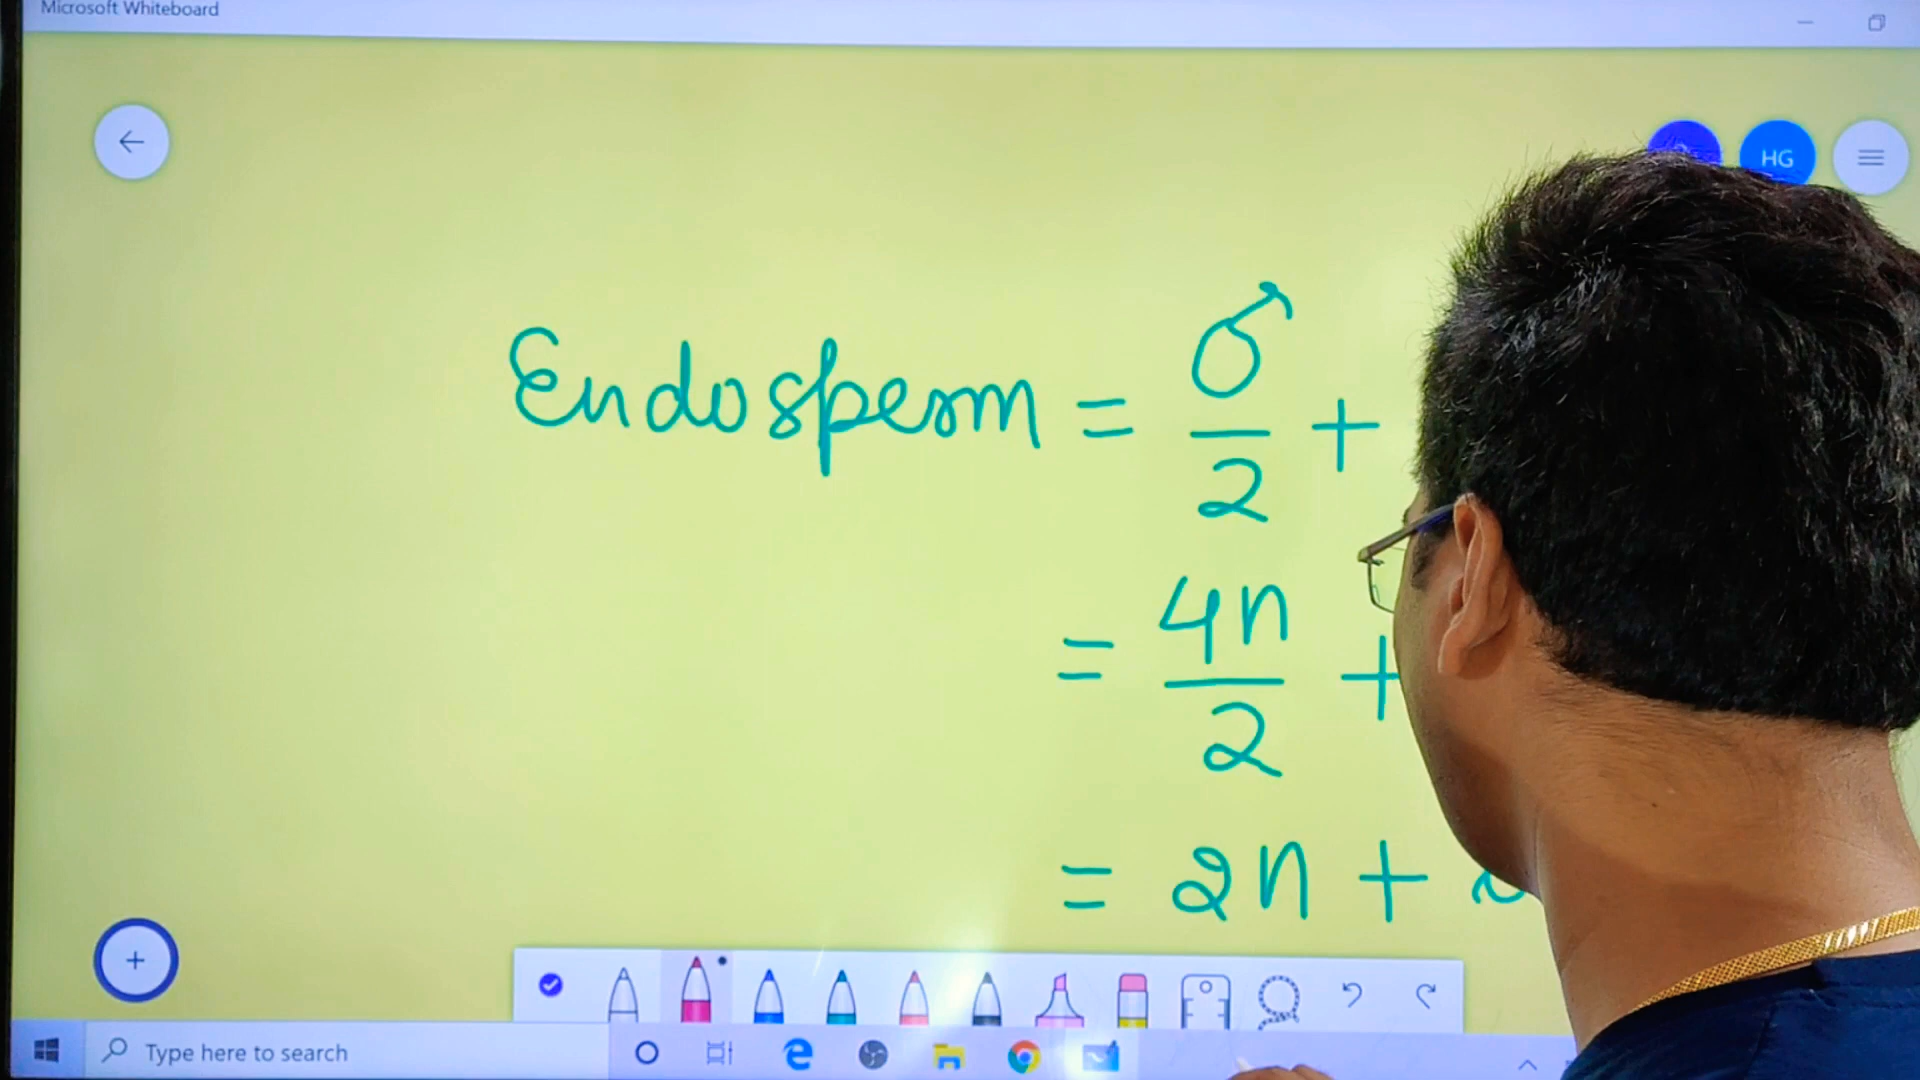 Microsoft Whiteboard
HG
Endosperm = ♂/2 +
= 4n/2 +
= 2n +
Type here to search